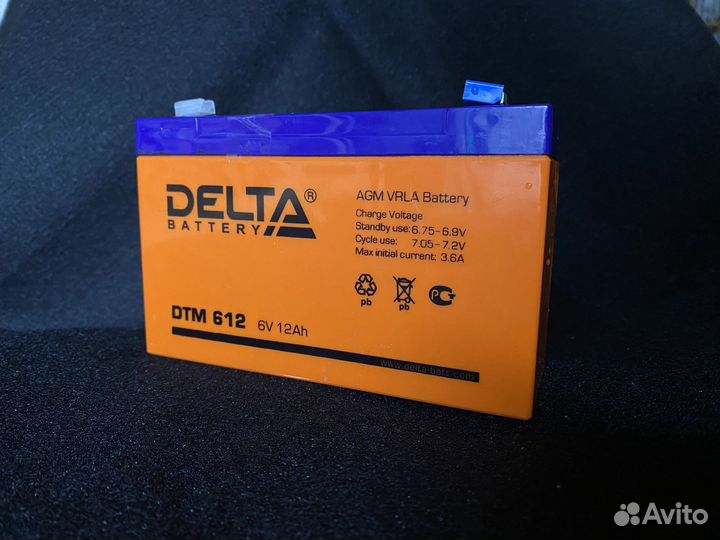 DELTA®
BATTERY
AGM VRLA Battery
Charge Voltage
Standby use: 6.75-6.9V
Cycle use: 7.05-7.2V
Max initial current: 3.6A
pb
pb
PG
DTM 612 6V 12Ah
www.delta-batt.com
Avito